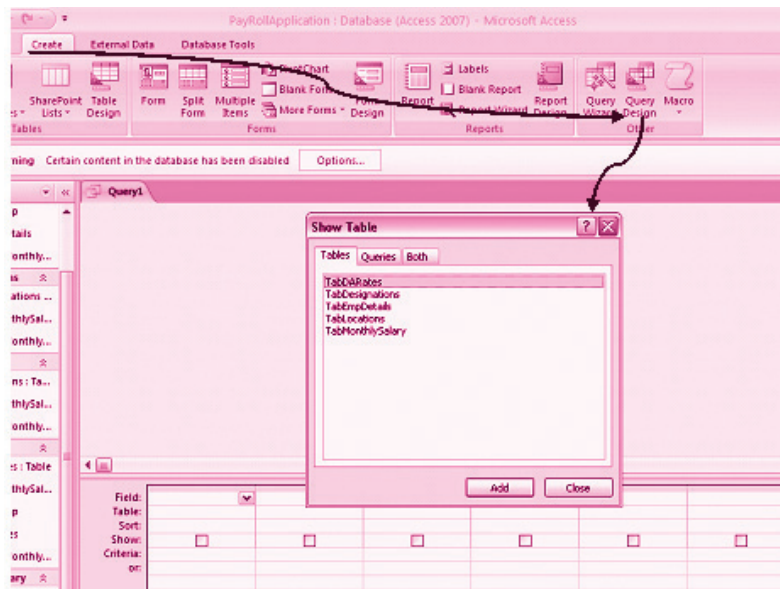 PayRollApplication : Database (Access 2007) - Microsoft Access
Create External Data Database Tools
SharePoint Lists Table Design Form Split Form Multiple Items PivotChart Blank Form More Forms Design Report Labels Blank Report Report Wizard Report Design Query Wizard Query Design Macro
Tables Forms Reports Other
Certain content in the database has been disabled Options...
Query1
Show Table
Tables Queries Both
TabDARates
TabDesignations
TabEmpDetails
TabLocations
TabMonthlySalary
Add Close
Field:
Table:
Sort:
Show:
Criteria:
or: